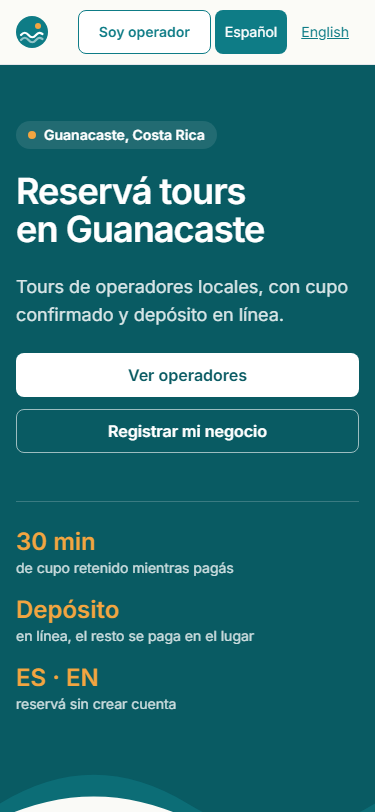 Soy operador
Español
English
Guanacaste, Costa Rica
Reservá tours
en Guanacaste
Tours de operadores locales, con cupo
confirmado y depósito en línea.
Ver operadores
Registrar mi negocio
30 min
de cupo retenido mientras pagás
Depósito
en línea, el resto se paga en el lugar
ES · EN
reservá sin crear cuenta